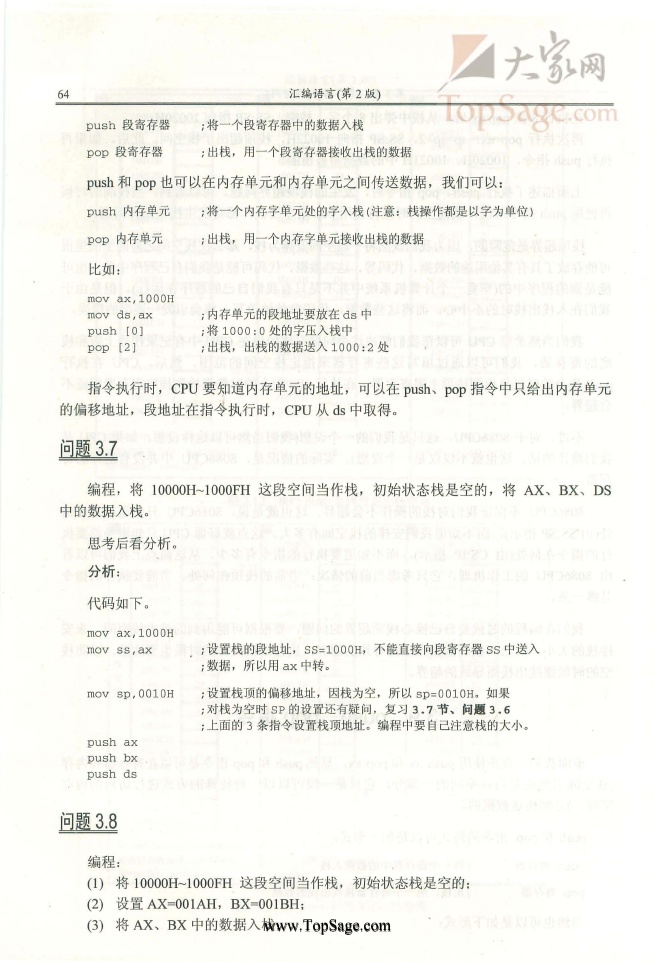 大家网
TopSage.com
64
汇编语言(第 2 版)
push 段寄存器 ;将一个段寄存器中的数据入栈
pop 段寄存器 ;出栈，用一个段寄存器接收出栈的数据
push 和 pop 也可以在内存单元和内存单元之间传送数据，我们可以：
push 内存单元 ;将一个内存字单元处的字入栈(注意：栈操作都是以字为单位)
pop 内存单元 ;出栈，用一个内存字单元接收出栈的数据
比如：
mov ax,1000H
mov ds,ax ;内存单元的段地址要放在 ds 中
push [0] ;将 1000:0 处的字压入栈中
pop [2] ;出栈，出栈的数据送入 1000:2 处
指令执行时，CPU 要知道内存单元的地址，可以在 push、pop 指令中只给出内存单元
的偏移地址，段地址在指令执行时，CPU 从 ds 中取得。
问题 3.7
编程，将 10000H~1000FH 这段空间当作栈，初始状态栈是空的，将 AX、BX、DS
中的数据入栈。
思考后看分析。
分析：
代码如下。
mov ax,1000H
mov ss,ax ;设置栈的段地址，SS=1000H，不能直接向段寄存器 SS 中送入
;数据，所以用 ax 中转。
mov sp,0010H ;设置栈顶的偏移地址，因栈为空，所以 sp=0010H。如果
;对栈为空时 SP 的设置还有疑问，复习 3.7 节、问题 3.6
;上面的 3 条指令设置栈顶地址。编程中要自己注意栈的大小。
push ax
push bx
push ds
问题 3.8
编程：
(1) 将 10000H~1000FH 这段空间当作栈，初始状态栈是空的；
(2) 设置 AX=001AH，BX=001BH；
(3) 将 AX、BX 中的数据入栈；
www.TopSage.com